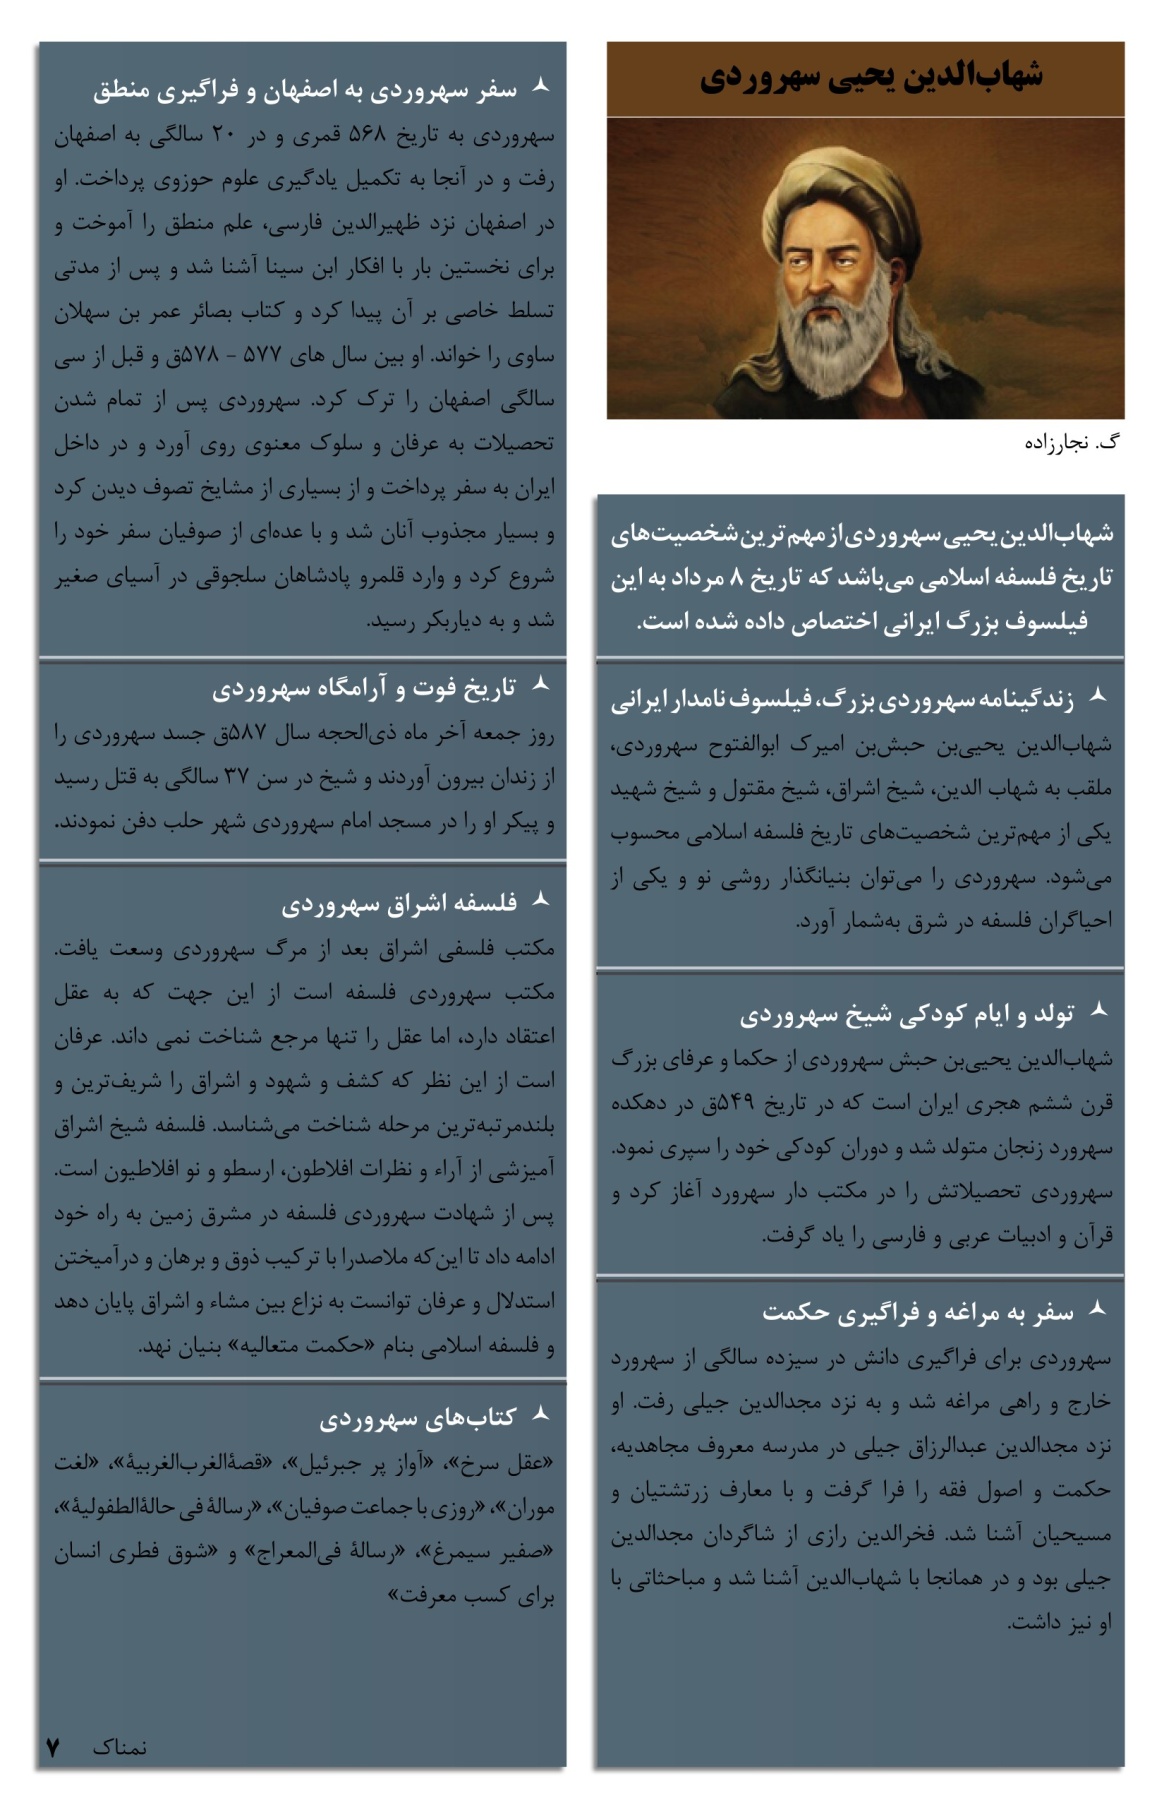 شهاب‌الدین یحیی سهروردی
گ. نجارزاده
شهاب‌الدین یحیی سهروردی از مهم ترین شخصیت‌های
تاریخ فلسفه اسلامی می‌باشد که تاریخ ۸ مرداد به این
فیلسوف بزرگ ایرانی اختصاص داده شده است.
زندگینامه سهروردی بزرگ، فیلسوف نامدار ایرانی
شهاب‌الدین یحیی‌بن حبش‌بن امیرک ابوالفتوح سهروردی،
ملقب به شهاب الدین، شیخ اشراق، شیخ مقتول و شیخ شهید
یکی از مهم‌ترین شخصیت‌های تاریخ فلسفه اسلامی محسوب
می‌شود. سهروردی را می‌توان بنیانگذار روشی نو و یکی از
احیاگران فلسفه در شرق به‌شمار آورد.
تولد و ایام کودکی شیخ سهروردی
شهاب‌الدین یحیی‌بن حبش سهروردی از حکما و عرفای بزرگ
قرن ششم هجری ایران است که در تاریخ ۵۴۹ق در دهکده
سهرورد زنجان متولد شد و دوران کودکی خود را سپری نمود.
سهروردی تحصیلاتش را در مکتب دار سهرورد آغاز کرد و
قرآن و ادبیات عربی و فارسی را یاد گرفت.
سفر به مراغه و فراگیری حکمت
سهروردی برای فراگیری دانش در سیزده سالگی از سهرورد
خارج و راهی مراغه شد و به نزد مجدالدین جیلی رفت. او
نزد مجدالدین عبدالرزاق جیلی در مدرسه معروف مجاهدیه،
حکمت و اصول فقه را فرا گرفت و با معارف زرتشتیان و
مسیحیان آشنا شد. فخرالدین رازی از شاگردان مجدالدین
جیلی بود و در همانجا با شهاب‌الدین آشنا شد و مباحثاتی با
او نیز داشت.
سفر سهروردی به اصفهان و فراگیری منطق
سهروردی به تاریخ ۵۶۸ قمری و در ۲۰ سالگی به اصفهان
رفت و در آنجا به تکمیل یادگیری علوم حوزوی پرداخت. او
در اصفهان نزد ظهیرالدین فارسی، علم منطق را آموخت و
برای نخستین بار با افکار ابن سینا آشنا شد و پس از مدتی
تسلط خاصی بر آن پیدا کرد و کتاب بصائر عمر بن سهلان
ساوی را خواند. او بین سال های ۵۷۷ - ۵۷۸ق و قبل از سی
سالگی اصفهان را ترک کرد. سهروردی پس از تمام شدن
تحصیلات به عرفان و سلوک معنوی روی آورد و در داخل
ایران به سفر پرداخت و از بسیاری از مشایخ تصوف دیدن کرد
و بسیار مجذوب آنان شد و با عده‌ای از صوفیان سفر خود را
شروع کرد و وارد قلمرو پادشاهان سلجوقی در آسیای صغیر
شد و به دیاربکر رسید.
تاریخ فوت و آرامگاه سهروردی
روز جمعه آخر ماه ذی‌الحجه سال ۵۸۷ق جسد سهروردی را
از زندان بیرون آوردند و شیخ در سن ۳۷ سالگی به قتل رسید
و پیکر او را در مسجد امام سهروردی شهر حلب دفن نمودند.
فلسفه اشراق سهروردی
مکتب فلسفی اشراق بعد از مرگ سهروردی وسعت یافت.
مکتب سهروردی فلسفه است از این جهت که به عقل
اعتقاد دارد، اما عقل را تنها مرجع شناخت نمی داند. عرفان
است از این نظر که کشف و شهود و اشراق را شریف‌ترین و
بلندمرتبه‌ترین مرحله شناخت می‌شناسد. فلسفه شیخ اشراق
آمیزشی از آراء و نظرات افلاطون، ارسطو و نو افلاطیون است.
پس از شهادت سهروردی فلسفه در مشرق زمین به راه خود
ادامه داد تا این‌که ملاصدرا با ترکیب ذوق و برهان و درآمیختن
استدلال و عرفان توانست به نزاع بین مشاء و اشراق پایان دهد
و فلسفه اسلامی بنام «حکمت متعالیه» بنیان نهد.
کتاب‌های سهروردی
«عقل سرخ»، «آواز پر جبرئیل»، «قصۀالغرب‌الغربیۀ»، «لغت
موران»، «روزی با جماعت صوفیان»، «رسالۀ فی حالۀالطفولیۀ»،
«صفیر سیمرغ»، «رسالۀ فی‌المعراج» و «شوق فطری انسان
برای کسب معرفت»
نمناک ۷